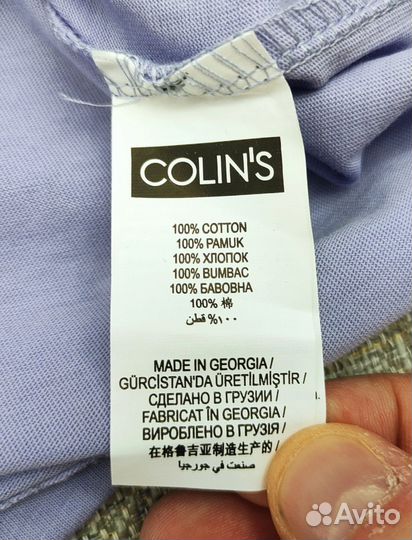 COLIN'S
100% COTTON
100% PAMUK
100% ХЛОПОК
100% BUMBAC
100% БАВОВНА
100% 棉
١٠٠% قطن
MADE IN GEORGIA /
GÜRCİSTAN'DA ÜRETİLMİŞTİR /
СДЕЛАНО В ГРУЗИИ /
FABRICAT ÎN GEORGIA /
ВИРОБЛЕНО В ГРУЗІЯ /
在格鲁吉亚制造生产的 /
صنعت في جورجيا
Avito